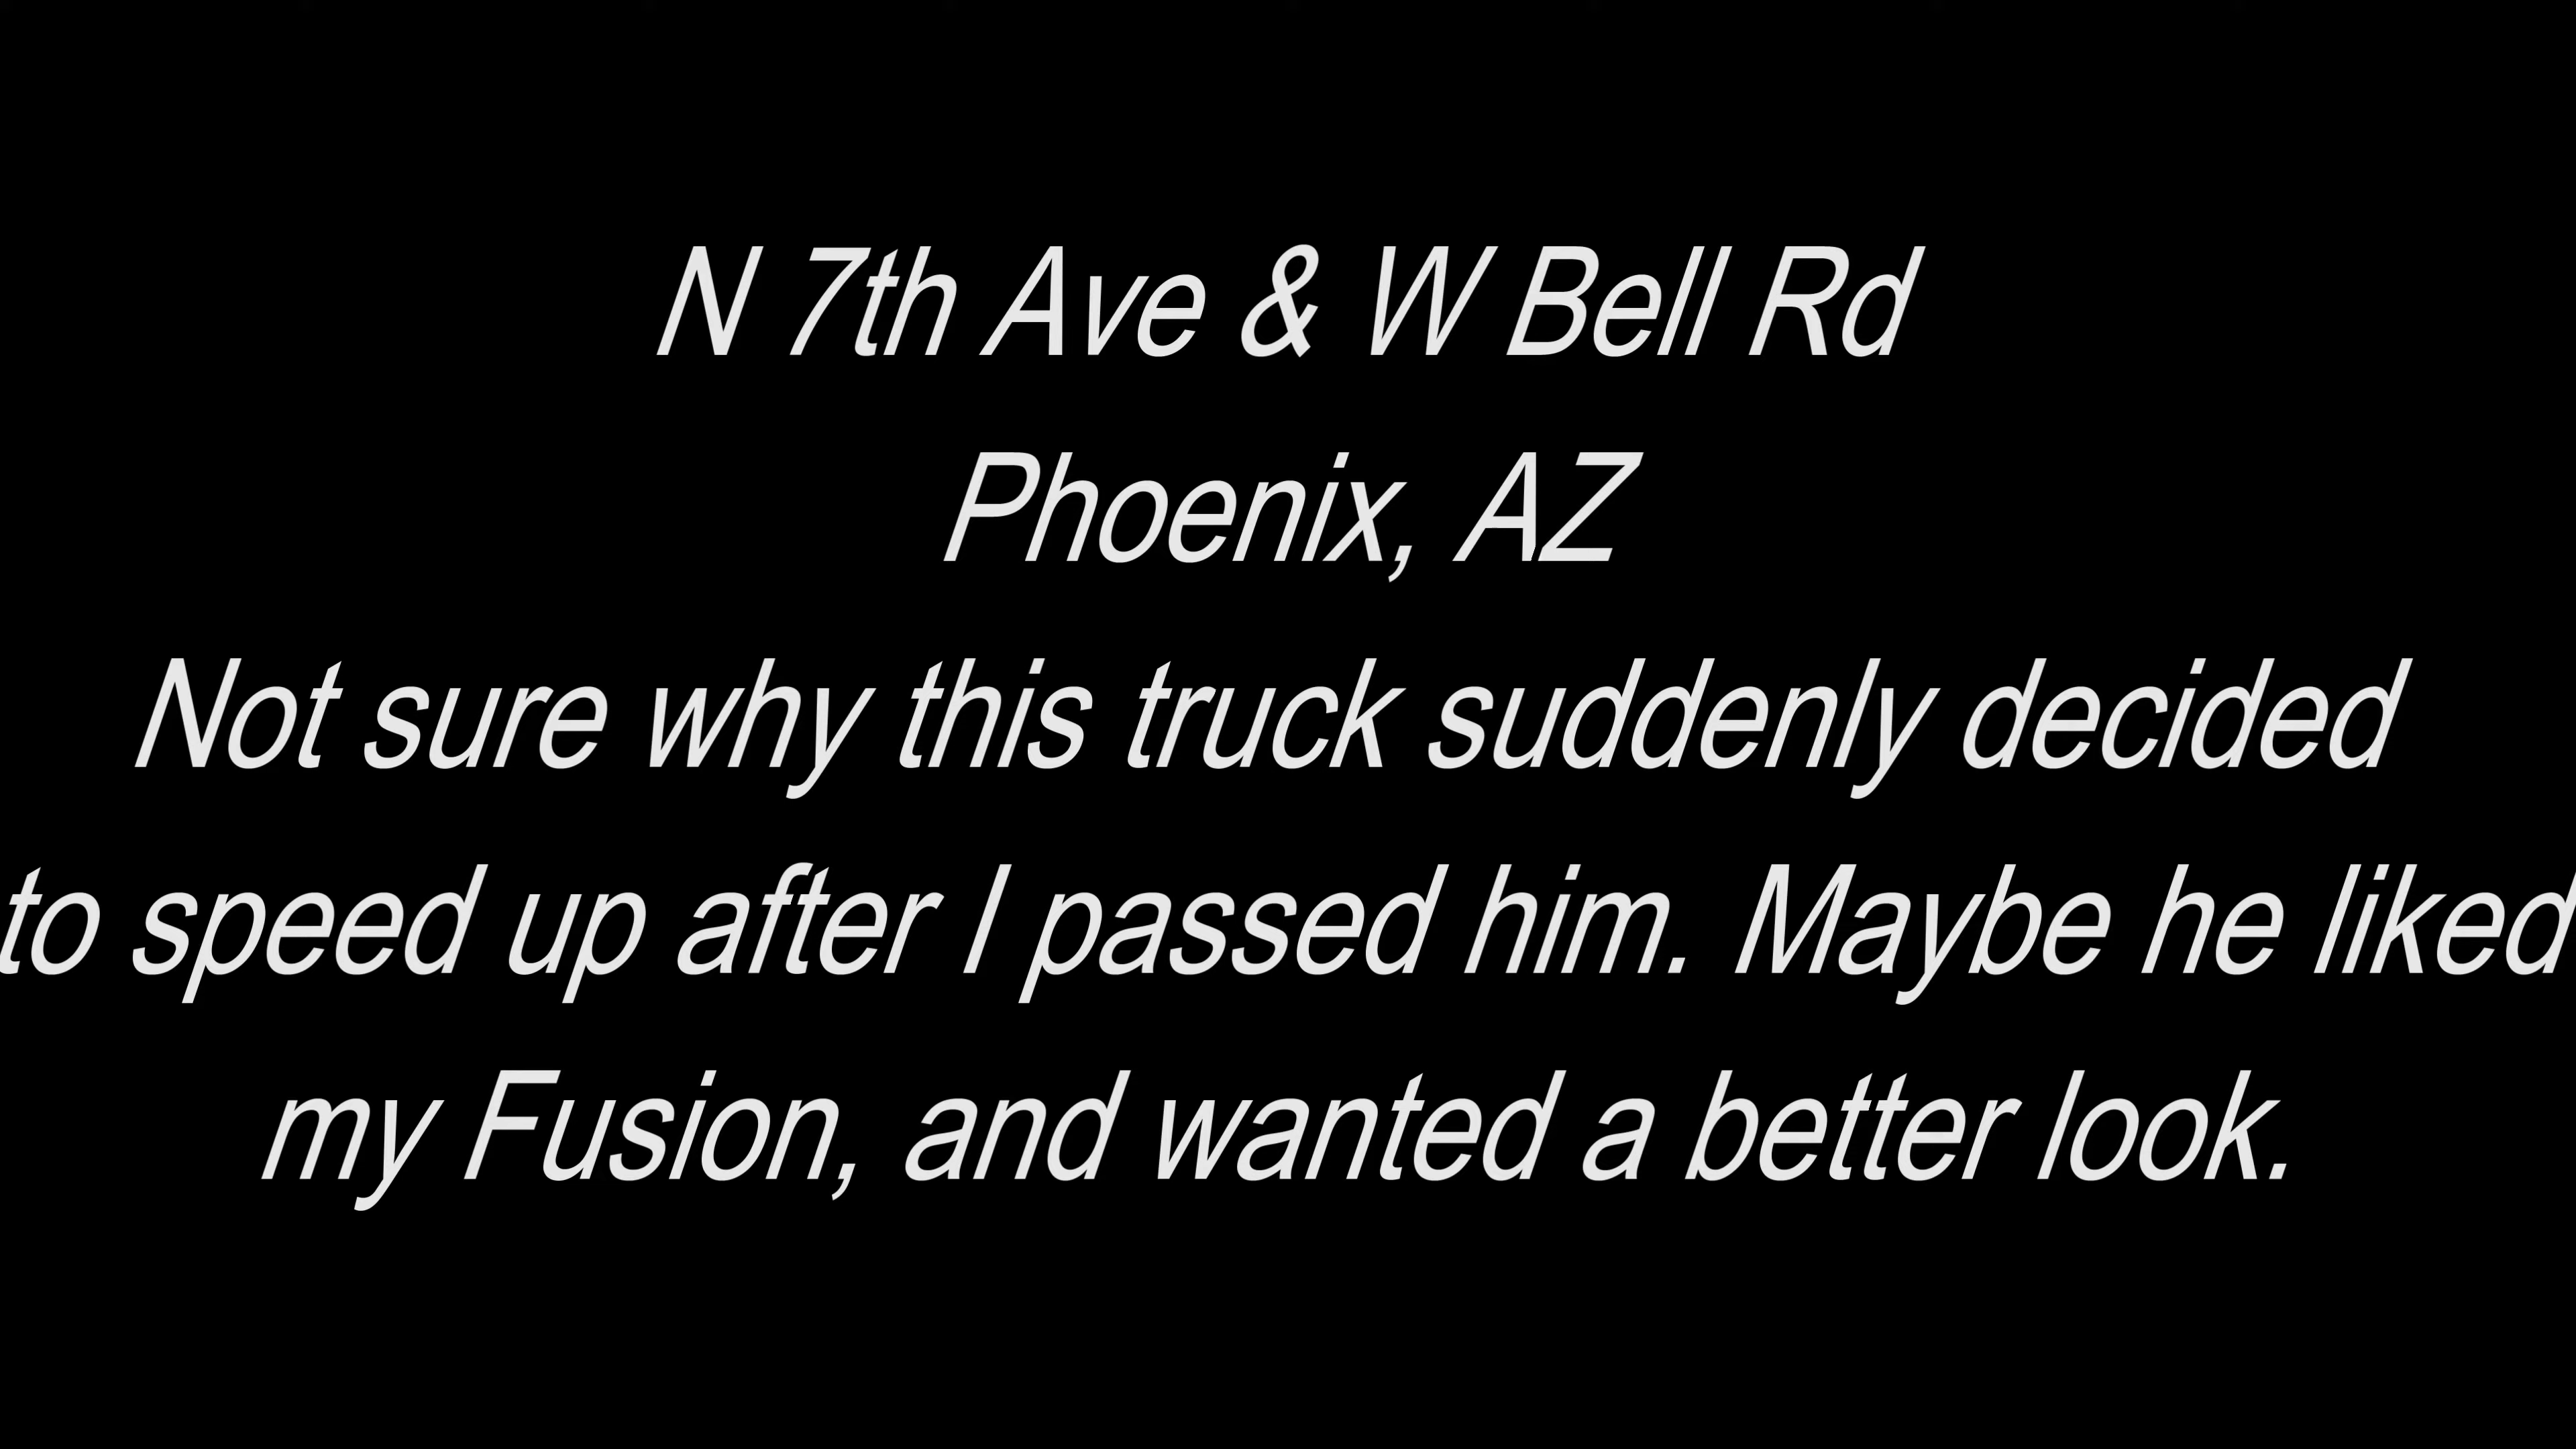 N 7th Ave & W Bell Rd
Phoenix, AZ
Not sure why this truck suddenly decided
to speed up after I passed him. Maybe he liked
my Fusion, and wanted a better look.